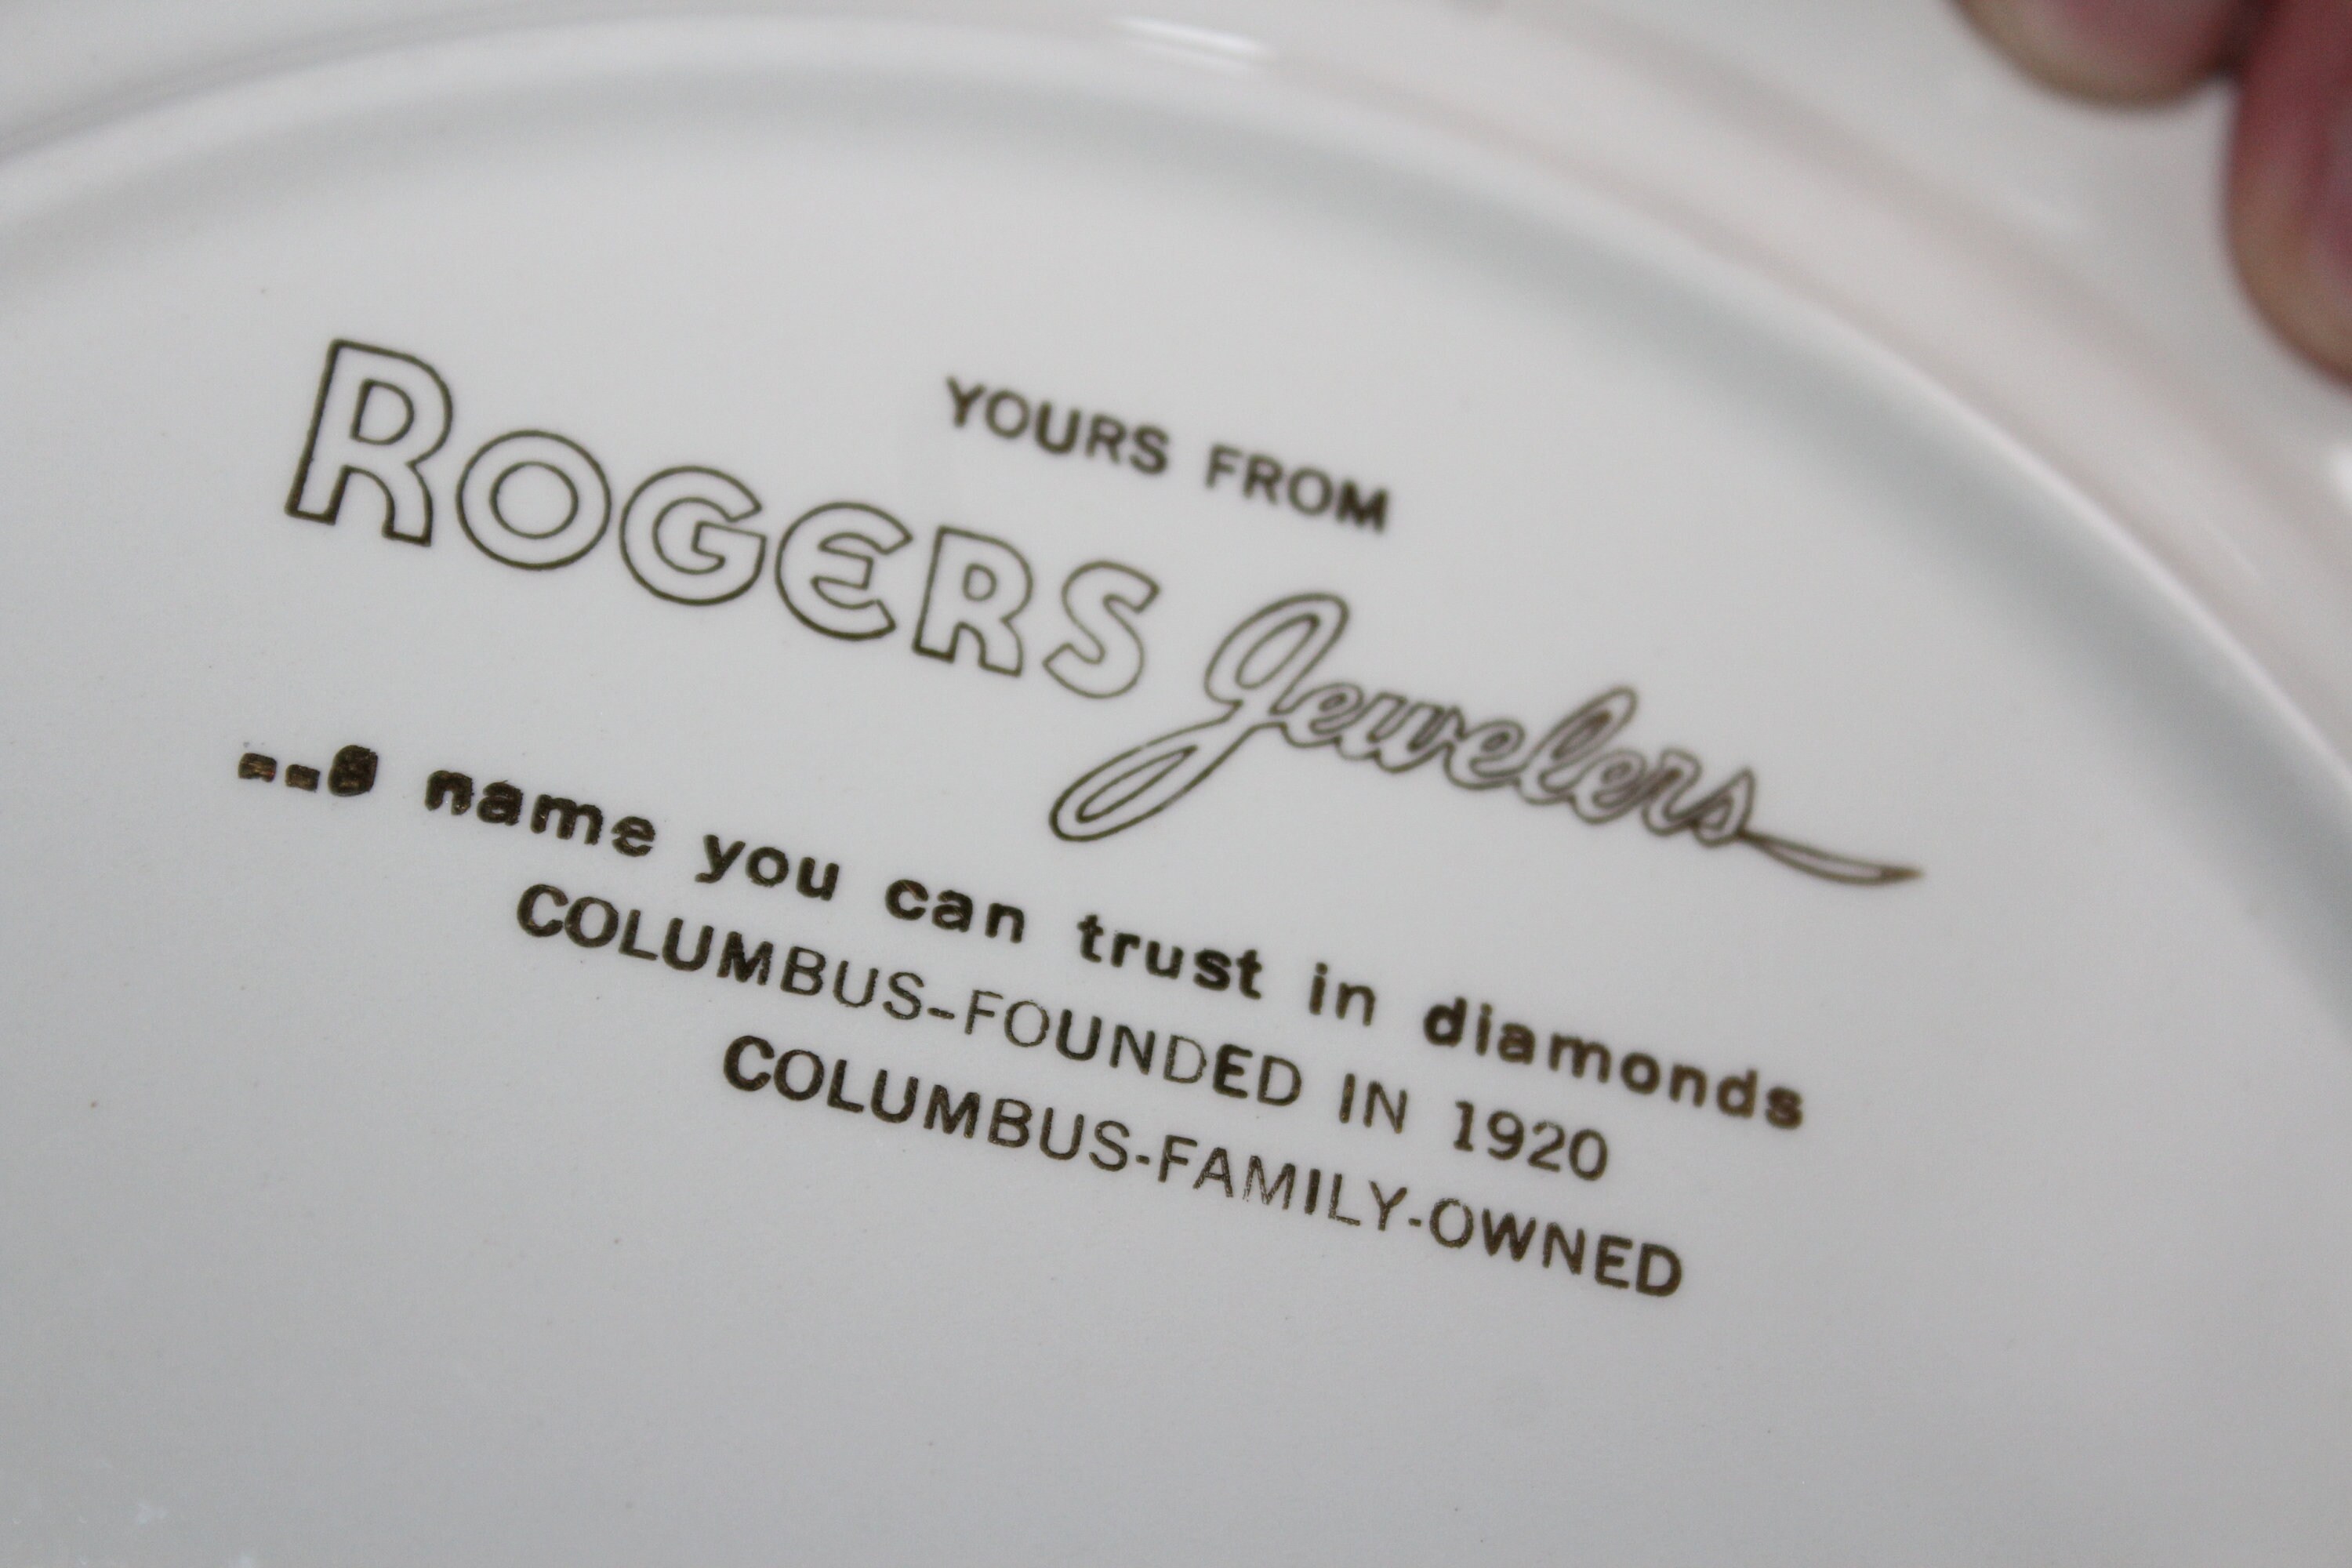 YOURS FROM
ROGERS Jewelers
--a name you can trust in diamonds
COLUMBUS-FOUNDED IN 1920
COLUMBUS-FAMILY-OWNED